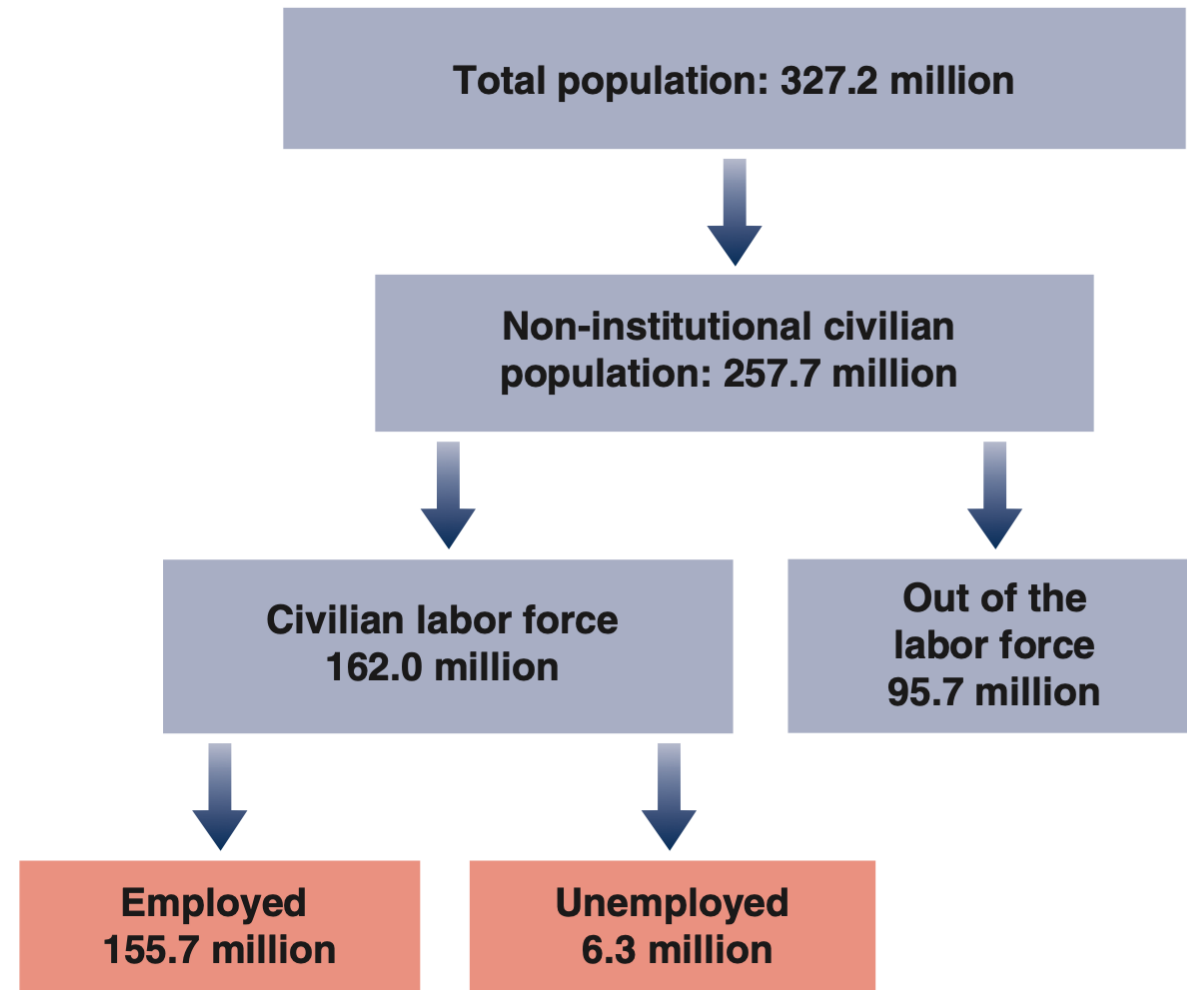 Total population: 327.2 million
Non-institutional civilian
population: 257.7 million
Civilian labor force
162.0 million
Out of the
labor force
95.7 million
Employed
155.7 million
Unemployed
6.3 million